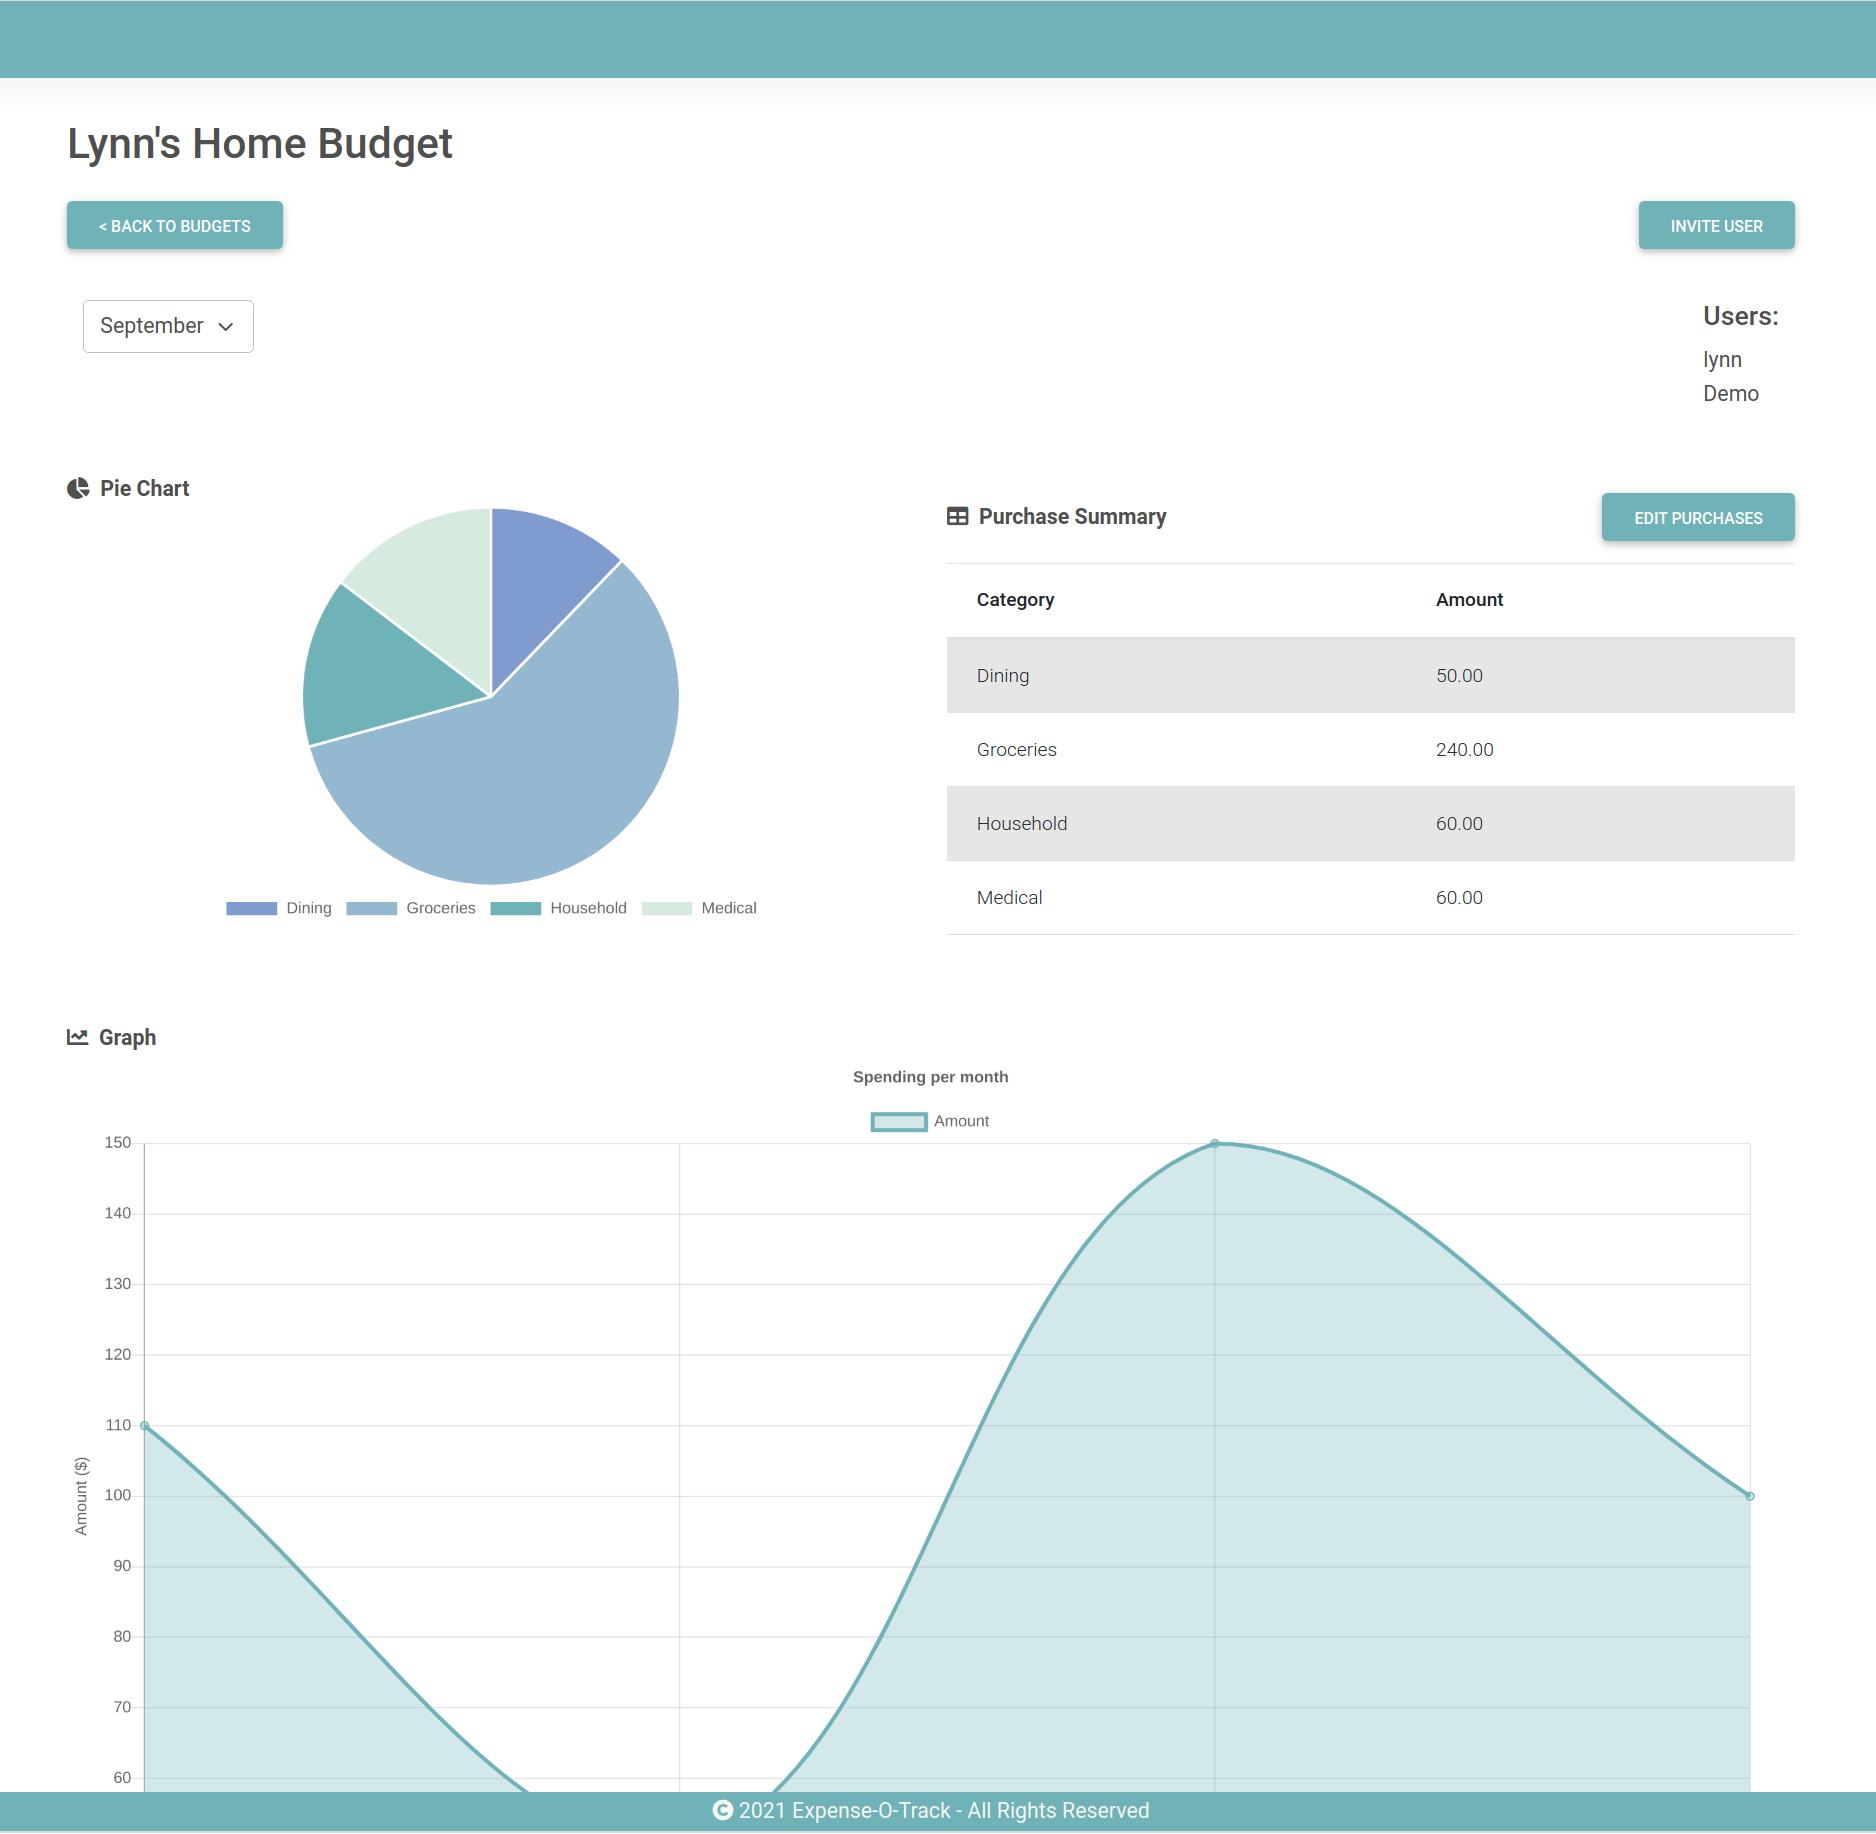 Lynn's Home Budget
< BACK TO BUDGETS
INVITE USER
September
Users:
lynn
Demo
Pie Chart
Dining Groceries Household Medical
Purchase Summary
EDIT PURCHASES
Category Amount
Dining 50.00
Groceries 240.00
Household 60.00
Medical 60.00
Graph
Spending per month
Amount
150
140
130
120
110
100
90
80
70
60
Amount ($)
© 2021 Expense-O-Track - All Rights Reserved